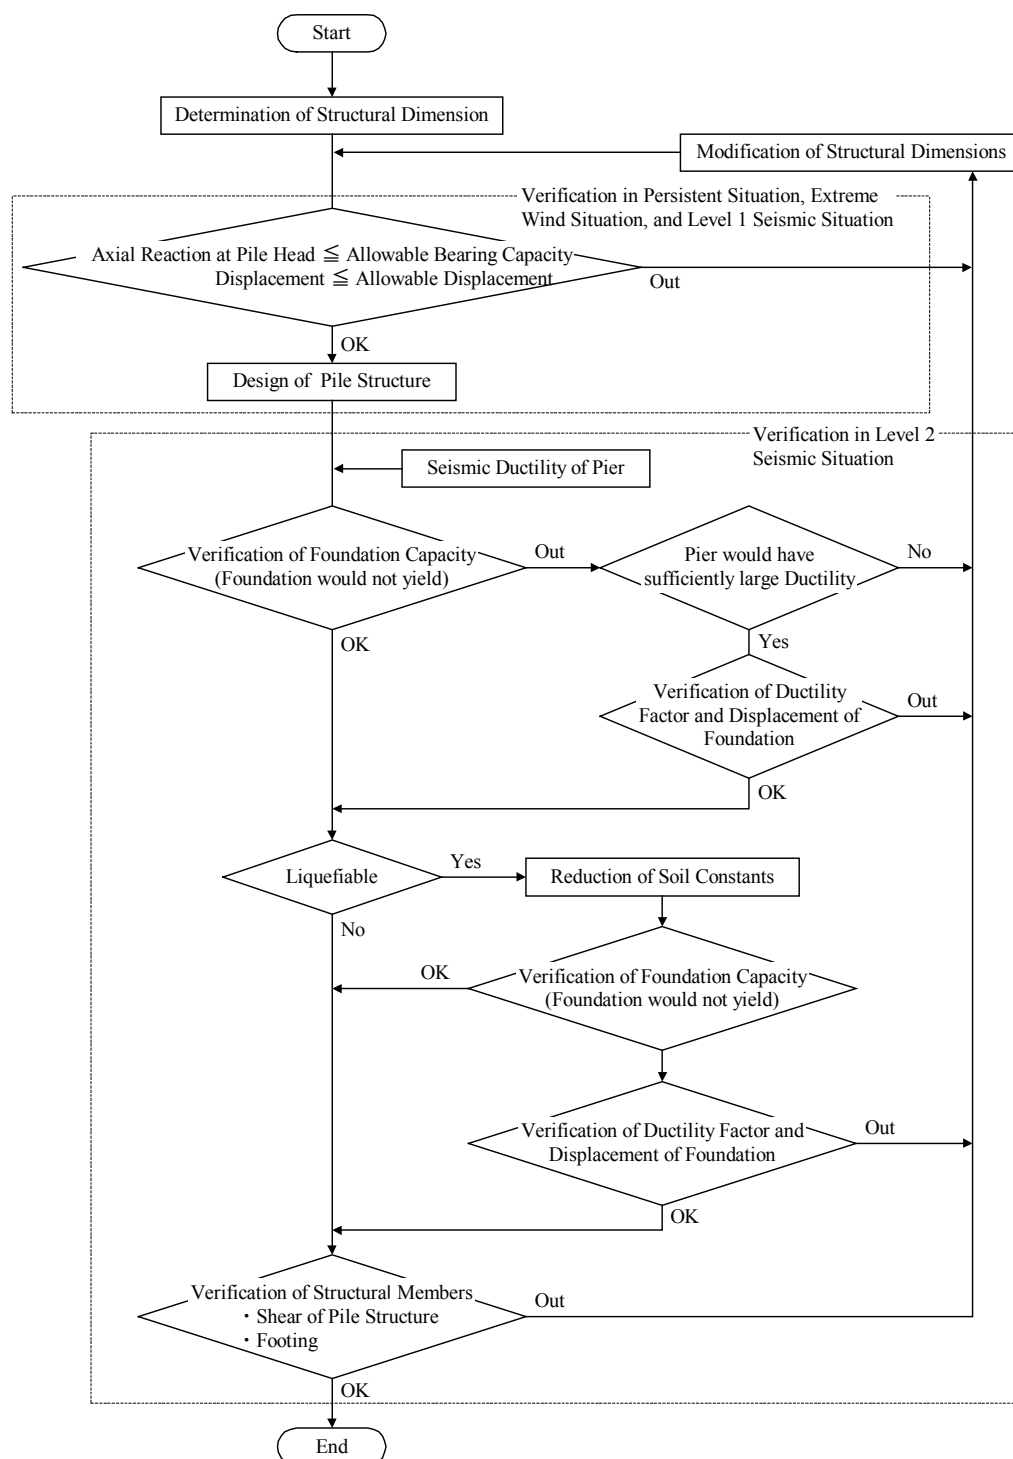 Start
Determination of Structural Dimension
Modification of Structural Dimensions
Verification in Persistent Situation, Extreme
Wind Situation, and Level 1 Seismic Situation
Axial Reaction at Pile Head ≦ Allowable Bearing Capacity
Displacement ≦ Allowable Displacement
Out
OK
Design of Pile Structure
Verification in Level 2
Seismic Situation
Seismic Ductility of Pier
Verification of Foundation Capacity
(Foundation would not yield)
Out
Pier would have
sufficiently large Ductility
No
OK
Yes
Verification of Ductility
Factor and Displacement of
Foundation
Out
OK
Liquefiable
Yes
Reduction of Soil Constants
No
OK
Verification of Foundation Capacity
(Foundation would not yield)
Verification of Ductility Factor and
Displacement of Foundation
Out
OK
Verification of Structural Members
・Shear of Pile Structure
・Footing
Out
OK
End